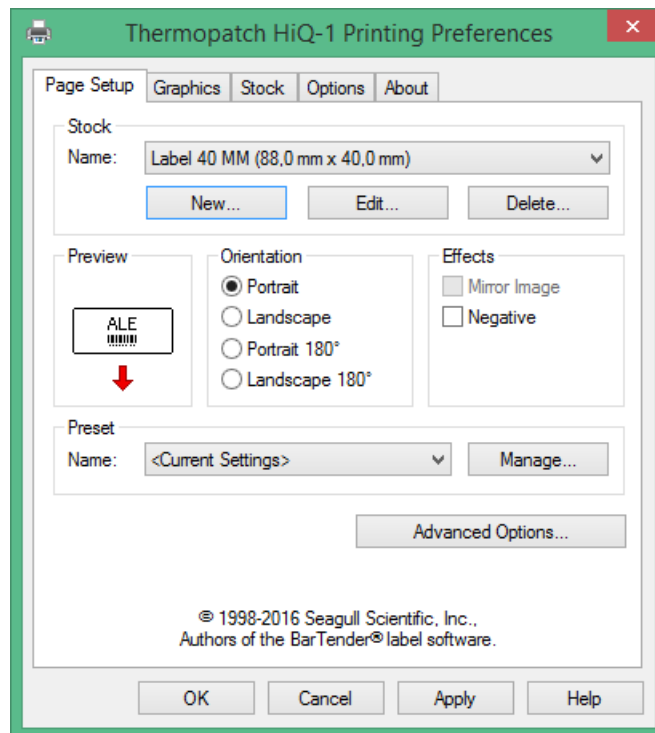 Thermopatch HiQ-1 Printing Preferences
Page Setup Graphics Stock Options About
Stock
Name: Label 40 MM (88,0 mm x 40,0 mm)
New... Edit... Delete...
Preview Orientation Effects
Portrait Mirror Image
ALE Landscape Negative
Portrait 180°
Landscape 180°
Preset
Name: <Current Settings> Manage...
Advanced Options...
© 1998-2016 Seagull Scientific, Inc.,
Authors of the BarTender® label software.
OK Cancel Apply Help